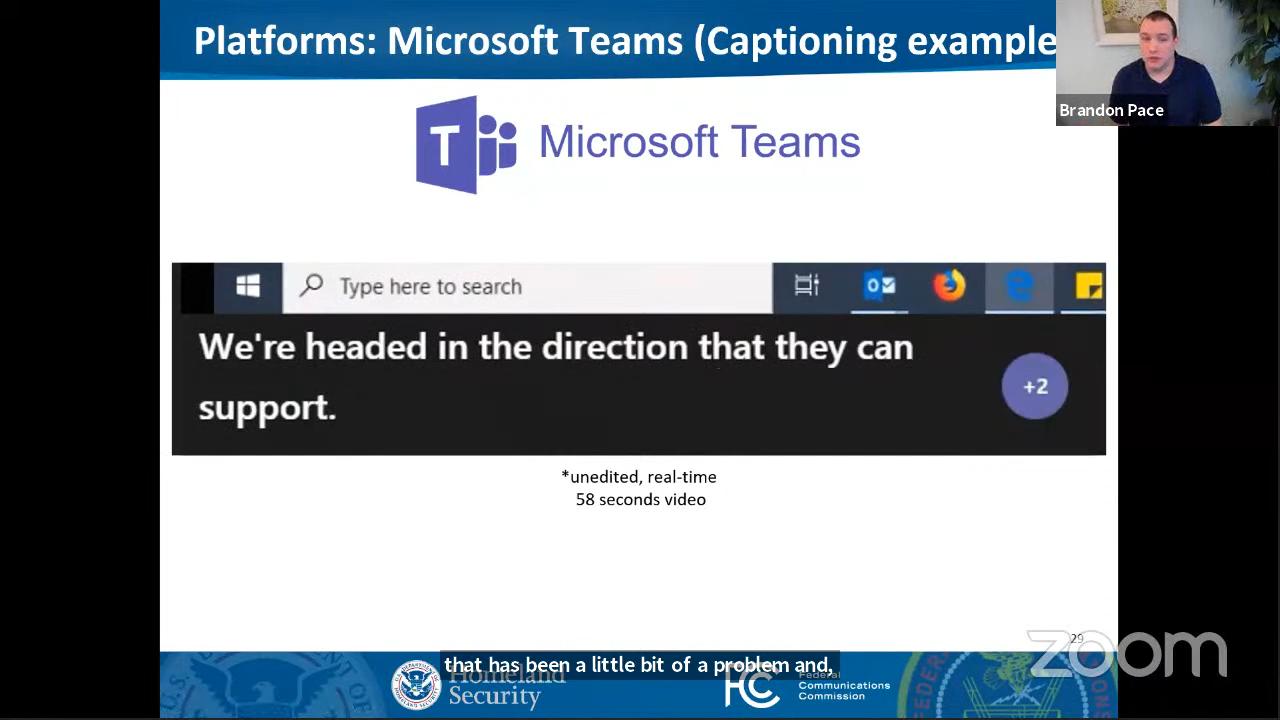 Platforms: Microsoft Teams (Captioning example
Brandon Pace
T
Microsoft Teams
Type here to search
We're headed in the direction that they can
support.
+2
*unedited, real-time
58 seconds video
29
zoom
that has been a little bit of a problem and,
Homeland
Security
FC
Federal
Communications
Commission